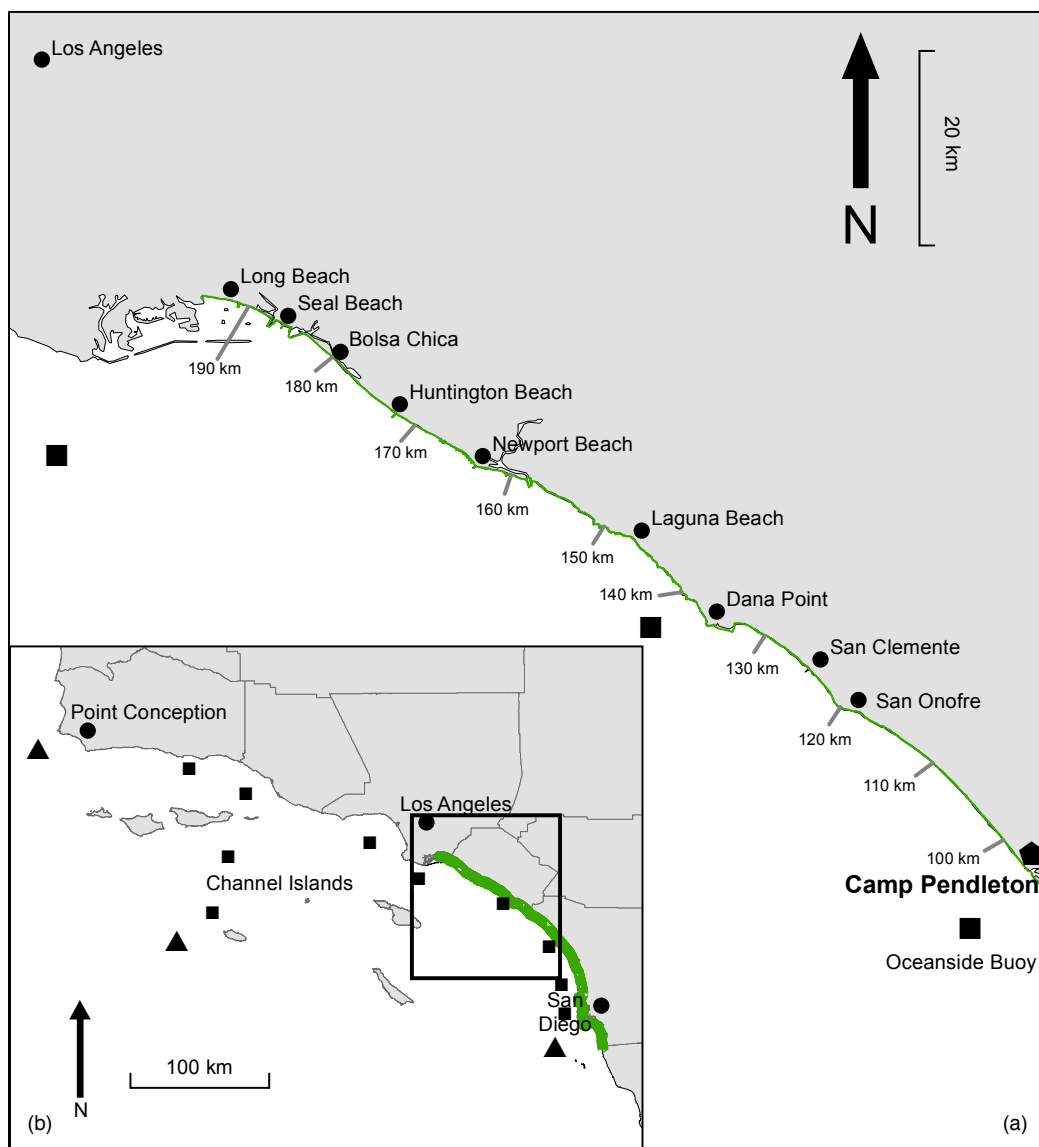 Los Angeles
20 km
N
Long Beach
Seal Beach
Bolsa Chica
190 km
180 km
Huntington Beach
170 km
Newport Beach
160 km
Laguna Beach
150 km
140 km
Dana Point
130 km
San Clemente
San Onofre
120 km
110 km
100 km
Camp Pendleton
Oceanside Buoy
(a)
Point Conception
Los Angeles
Channel Islands
San
Diego
100 km
N
(b)